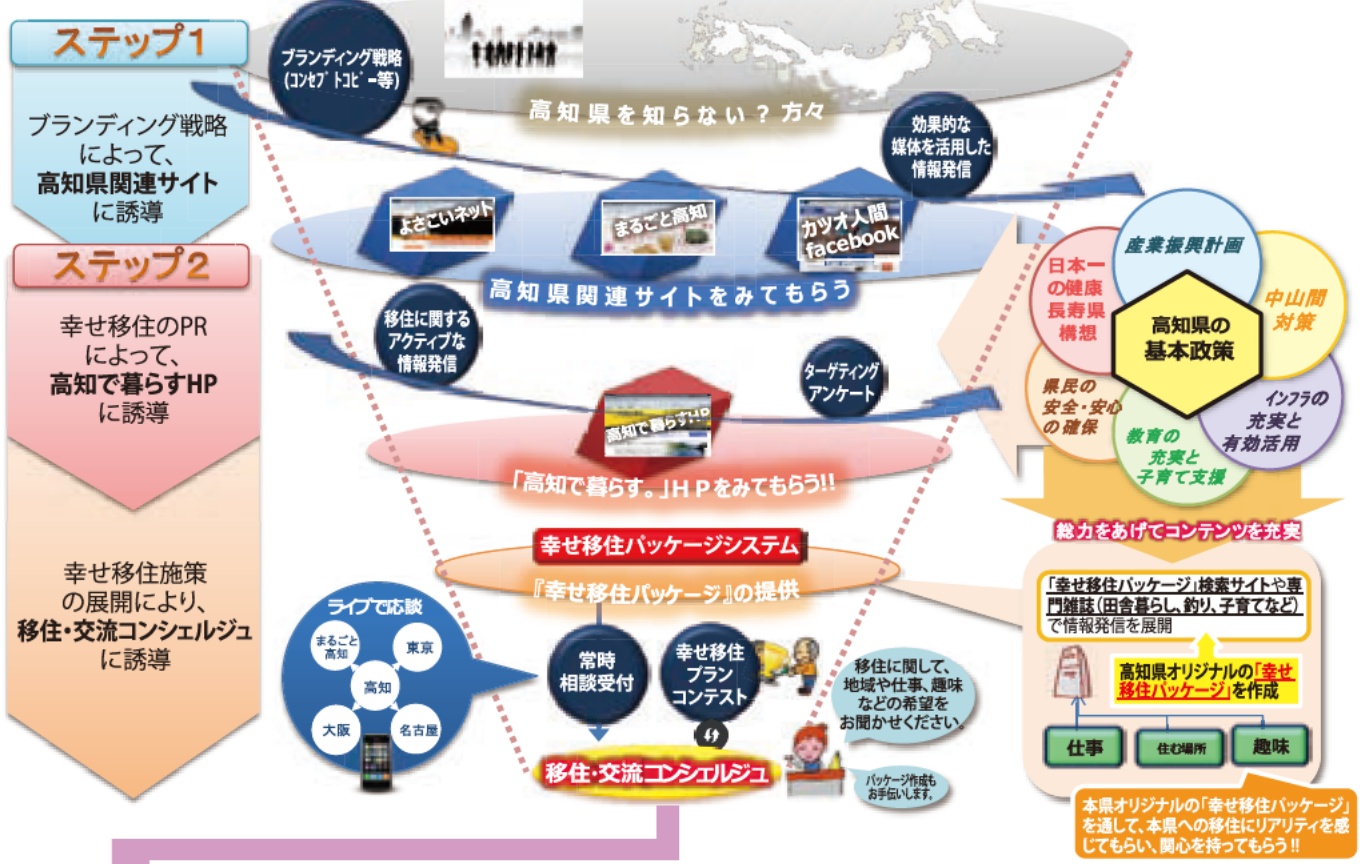 ステップ1
ブランディング戦略
によって、
高知県関連サイト
に誘導
ステップ2
幸せ移住のPR
によって、
高知で暮らすHP
に誘導
幸せ移住施策
の展開により、
移住・交流コンシェルジュ
に誘導
ブランディング戦略
(コンセプトコピー等)
高知県を知らない？方々
効果的な
媒体を活用した
情報発信
よさこいネット
まるごと高知
カツオ人間
facebook
高知県関連サイトをみてもらう
移住に関する
アクティブな
情報発信
ターゲティング
アンケート
高知で暮らすHP
「高知で暮らす。」ＨＰをみてもらう!!
幸せ移住パッケージシステム
『幸せ移住パッケージ』の提供
ライブで応談
まるごと
高知
東京
高知
大阪
名古屋
常時
相談受付
幸せ移住
プラン
コンテスト
移住・交流コンシェルジュ
移住に関して、
地域や仕事、趣味
などの希望を
お聞かせください。
パッケージ作成も
お手伝いします。
産業振興計画
日本一
の健康
長寿県
構想
中山間
対策
高知県の
基本政策
県民の
安全・安心
の確保
インフラの
充実と
有効活用
教育の
充実と
子育て支援
総力をあげてコンテンツを充実
「幸せ移住パッケージ」検索サイトや専
門雑誌(田舎暮らし、釣り、子育てなど)
で情報発信を展開
高知県オリジナルの「幸せ
移住パッケージ」を作成
仕事
住む場所
趣味
本県オリジナルの「幸せ移住パッケージ」
を通して、本県への移住にリアリティを感
じてもらい、関心を持ってもらう!!